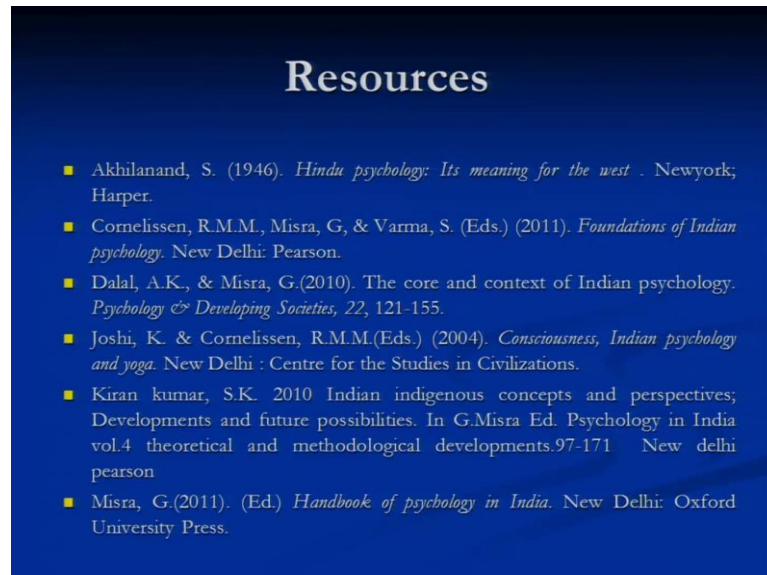 Resources
Akhilanand, S. (1946). Hindu psychology: Its meaning for the west . Newyork;
Harper.
Cornelissen, R.M.M., Misra, G, & Varma, S. (Eds.) (2011). Foundations of Indian
psychology. New Delhi: Pearson.
Dalal, A.K., & Misra, G.(2010). The core and context of Indian psychology.
Psychology & Developing Societies, 22, 121-155.
Joshi, K. & Cornelissen, R.M.M.(Eds.) (2004). Consciousness, Indian psychology
and yoga. New Delhi : Centre for the Studies in Civilizations.
Kiran kumar, S.K. 2010 Indian indigenous concepts and perspectives;
Developments and future possibilities. In G.Misra Ed. Psychology in India
vol.4 theoretical and methodological developments.97-171 New delhi
pearson
Misra, G.(2011). (Ed.) Handbook of psychology in India. New Delhi: Oxford
University Press.